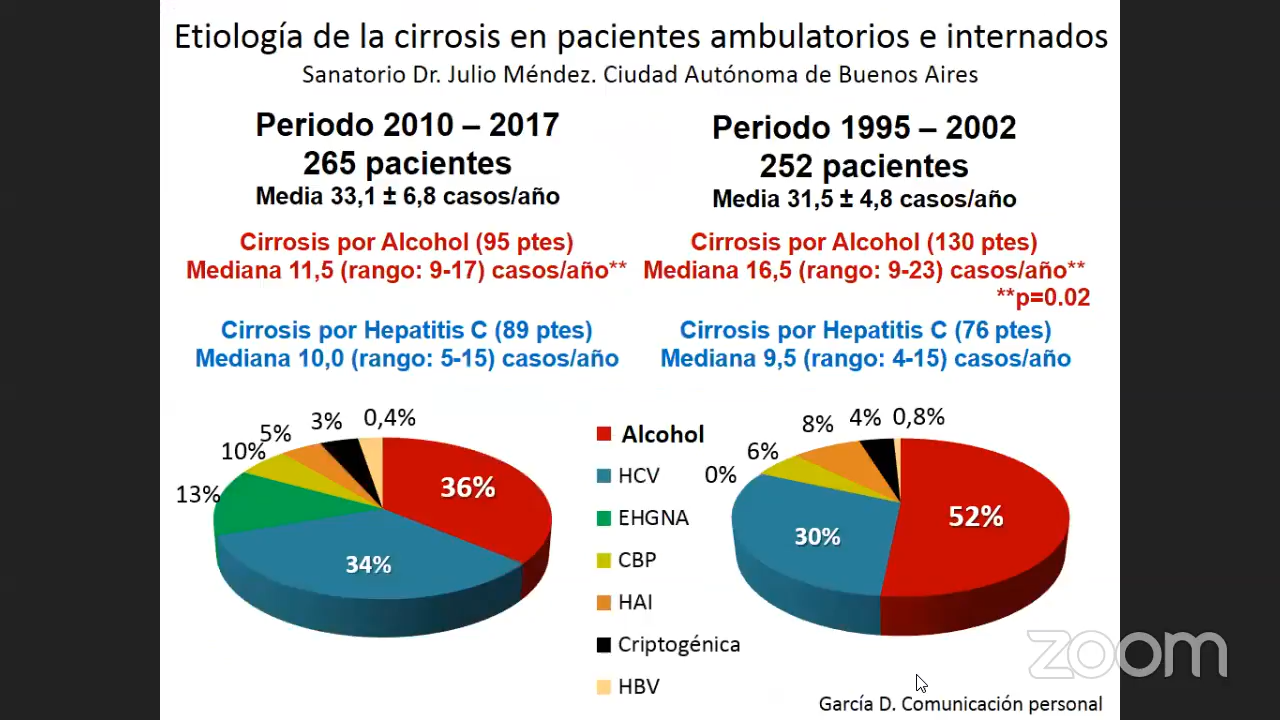 Etiología de la cirrosis en pacientes ambulatorios e internados
Sanatorio Dr. Julio Méndez. Ciudad Autónoma de Buenos Aires
Periodo 2010 – 2017
265 pacientes
Media 33,1 ± 6,8 casos/año
Cirrosis por Alcohol (95 ptes)
Mediana 11,5 (rango: 9-17) casos/año**
Cirrosis por Hepatitis C (89 ptes)
Mediana 10,0 (rango: 5-15) casos/año
Periodo 1995 – 2002
252 pacientes
Media 31,5 ± 4,8 casos/año
Cirrosis por Alcohol (130 ptes)
Mediana 16,5 (rango: 9-23) casos/año**
**p=0.02
Cirrosis por Hepatitis C (76 ptes)
Mediana 9,5 (rango: 4-15) casos/año
13%
10%
5%
3%
0,4%
36%
34%
Alcohol
HCV
EHGNA
CBP
HAI
Criptogénica
HBV
0%
6%
8%
4%
0,8%
52%
30%
zoom
García D. Comunicación personal